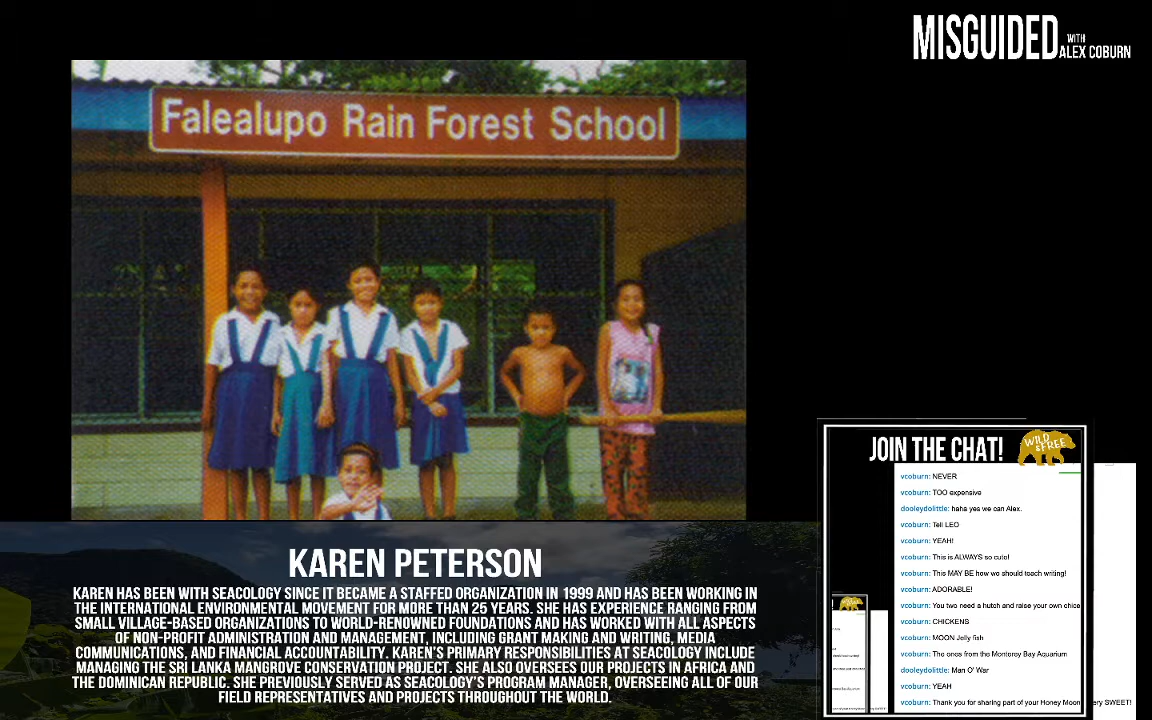 MISGUIDED
WITH
ALEX COBURN
Falealupo Rain Forest School
KAREN PETERSON
KAREN HAS BEEN WITH SEACOLOGY SINCE IT BECAME A STAFFED ORGANIZATION IN 1999 AND HAS BEEN WORKING IN
THE INTERNATIONAL ENVIRONMENTAL MOVEMENT FOR MORE THAN 25 YEARS. SHE HAS EXPERIENCE RANGING FROM
SMALL VILLAGE-BASED ORGANIZATIONS TO WORLD-RENOWNED FOUNDATIONS AND HAS WORKED WITH ALL ASPECTS
OF NON-PROFIT ADMINISTRATION AND MANAGEMENT, INCLUDING GRANT MAKING AND WRITING, MEDIA
COMMUNICATIONS, AND FINANCIAL ACCOUNTABILITY. KAREN'S PRIMARY RESPONSIBILITIES AT SEACOLOGY INCLUDE
MANAGING THE SRI LANKA MANGROVE CONSERVATION PROJECT. SHE ALSO OVERSEES OUR PROJECTS IN AFRICA AND
THE DOMINICAN REPUBLIC. SHE PREVIOUSLY SERVED AS SEACOLOGY'S PROGRAM MANAGER, OVERSEEING ALL OF OUR
FIELD REPRESENTATIVES AND PROJECTS THROUGHOUT THE WORLD.
JOIN THE CHAT!
WILD
& FREE
vcoburn: NEVER
vcoburn: TOO expensive
dooleydolittle: haha yes we can Alex.
vcoburn: Tell LEO
vcoburn: YEAH!
vcoburn: This is ALWAYS so cuto!
vcoburn: This MAY BE how we should teach writing!
vcoburn: ADORABLE!
vcoburn: You two need a hutch and raise your own chice
vcoburn: CHICKENS
vcoburn: MOON Jelly fish
vcoburn: The ones from the Monterey Bay Aquarium
dooleydolittle: Man O' War
vcoburn: YEAH
vcoburn: Thank you for sharing part of your Honey Moon ery SWEET!